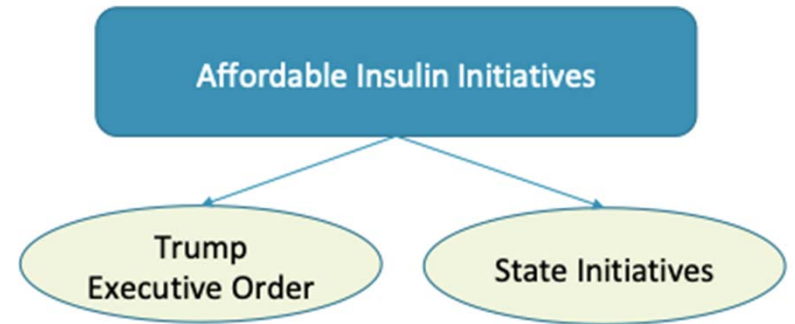 Affordable Insulin Initiatives
Trump
Executive Order
State Initiatives